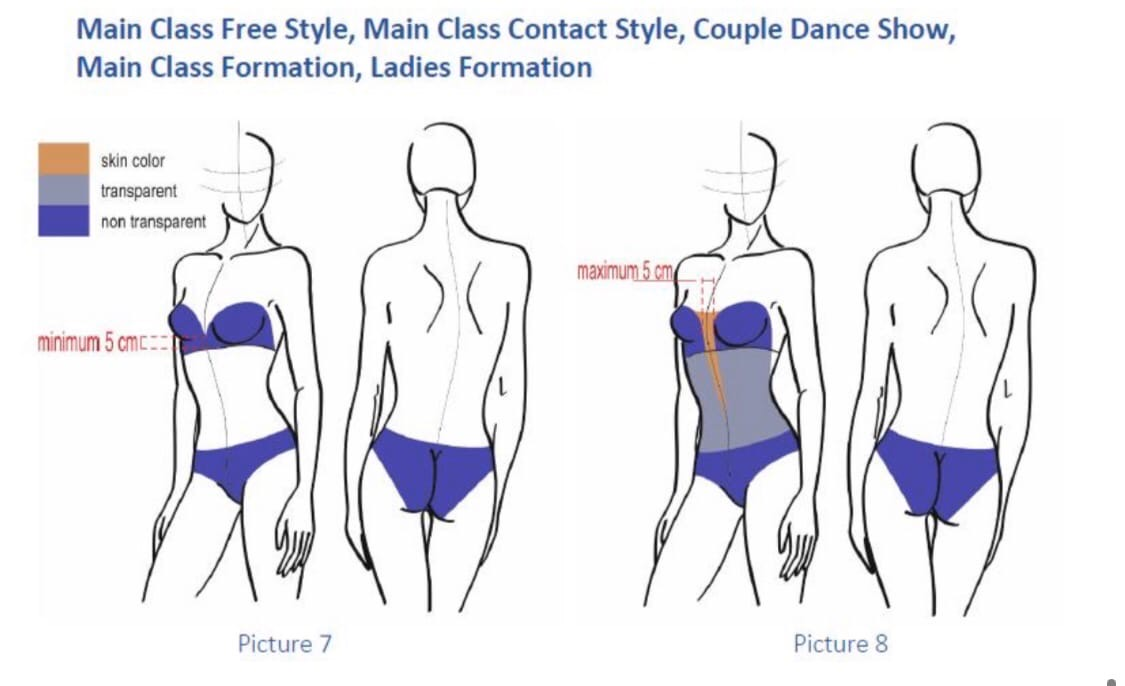 Main Class Free Style, Main Class Contact Style, Couple Dance Show,
Main Class Formation, Ladies Formation
skin color
transparent
non transparent
maximum 5 cm
minimum 5 cm
Picture 7
Picture 8